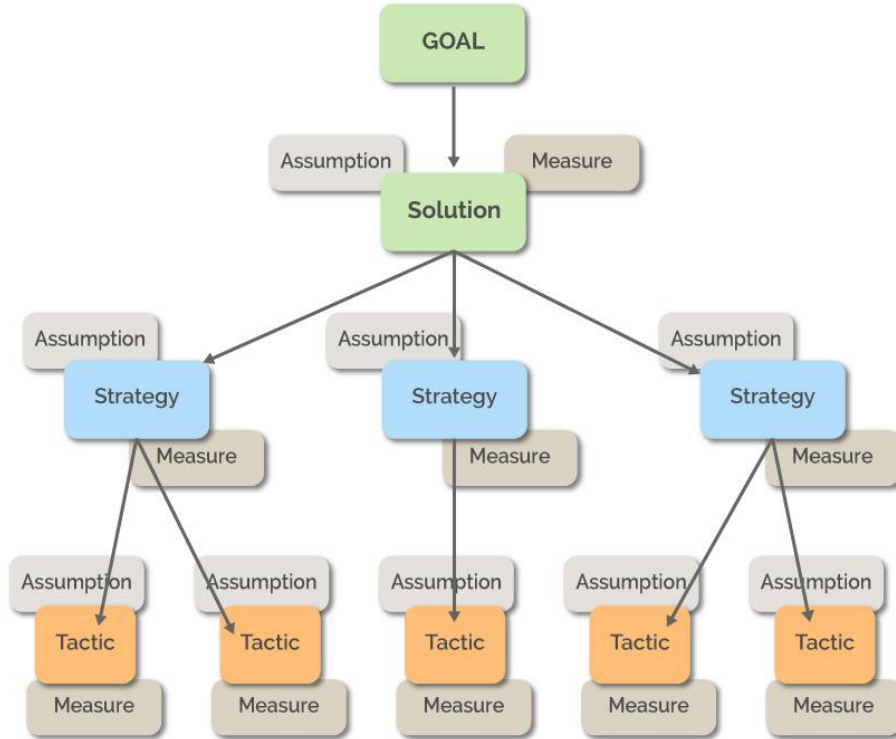 GOAL
Assumption
Measure
Solution
Assumption
Assumption
Assumption
Strategy
Strategy
Strategy
Measure
Measure
Measure
Assumption
Assumption
Assumption
Assumption
Assumption
Tactic
Tactic
Tactic
Tactic
Tactic
Measure
Measure
Measure
Measure
Measure